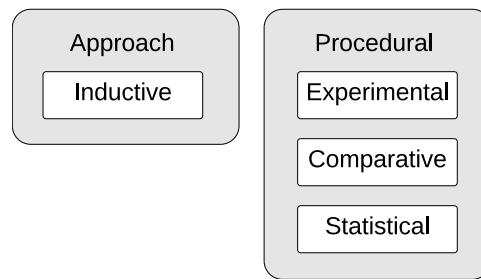 Approach
Inductive
Procedural
Experimental
Comparative
Statistical